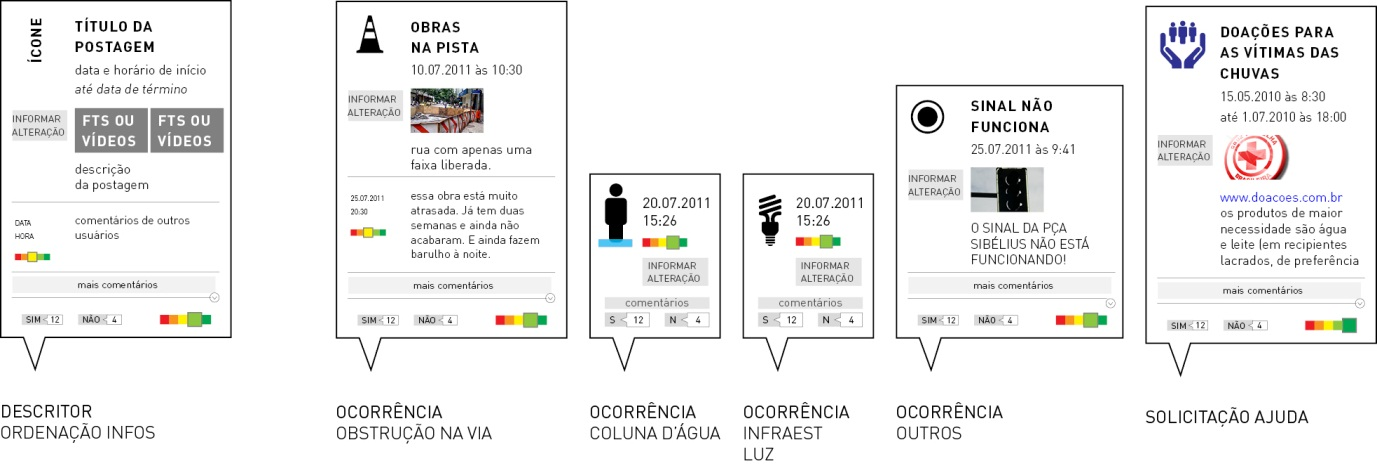 ÍCONE
TÍTULO DA
POSTAGEM
data e horário de início
até data de término
INFORMAR
ALTERAÇÃO
FTS OU
VÍDEOS
FTS OU
VÍDEOS
descrição
da postagem
DATA
HORA
comentários de outros
usuários
mais comentários
SIM 12
NÃO 4
DESCRITOR
ORDENAÇÃO INFOS
OBRAS
NA PISTA
10.07.2011 às 10:30
INFORMAR
ALTERAÇÃO
rua com apenas uma
faixa liberada.
25.07.2011
20:30
essa obra está muito
atrasada. Já tem duas
semanas e ainda não
acabaram. E ainda fazem
barulho à noite.
mais comentários
SIM 12
NÃO 4
OCORRÊNCIA
OBSTRUÇÃO NA VIA
20.07.2011
15:26
INFORMAR
ALTERAÇÃO
comentários
S 12
N 4
OCORRÊNCIA
COLUNA D'ÁGUA
20.07.2011
15:26
INFORMAR
ALTERAÇÃO
comentários
S 12
N 4
OCORRÊNCIA
INFRAEST
LUZ
SINAL NÃO
FUNCIONA
25.07.2011 às 9:41
INFORMAR
ALTERAÇÃO
O SINAL DA PÇA
SIBÉLIUS NÃO ESTÁ
FUNCIONANDO!
mais comentários
SIM 12
NÃO 4
OCORRÊNCIA
OUTROS
DOAÇÕES PARA
AS VÍTIMAS DAS
CHUVAS
15.05.2010 às 8:30
até 1.07.2010 às 18:00
INFORMAR
ALTERAÇÃO
www.doacoes.com.br
os produtos de maior
necessidade são água
e leite (em recipientes
lacrados, de preferência
mais comentários
SIM 12
NÃO 4
SOLICITAÇÃO AJUDA